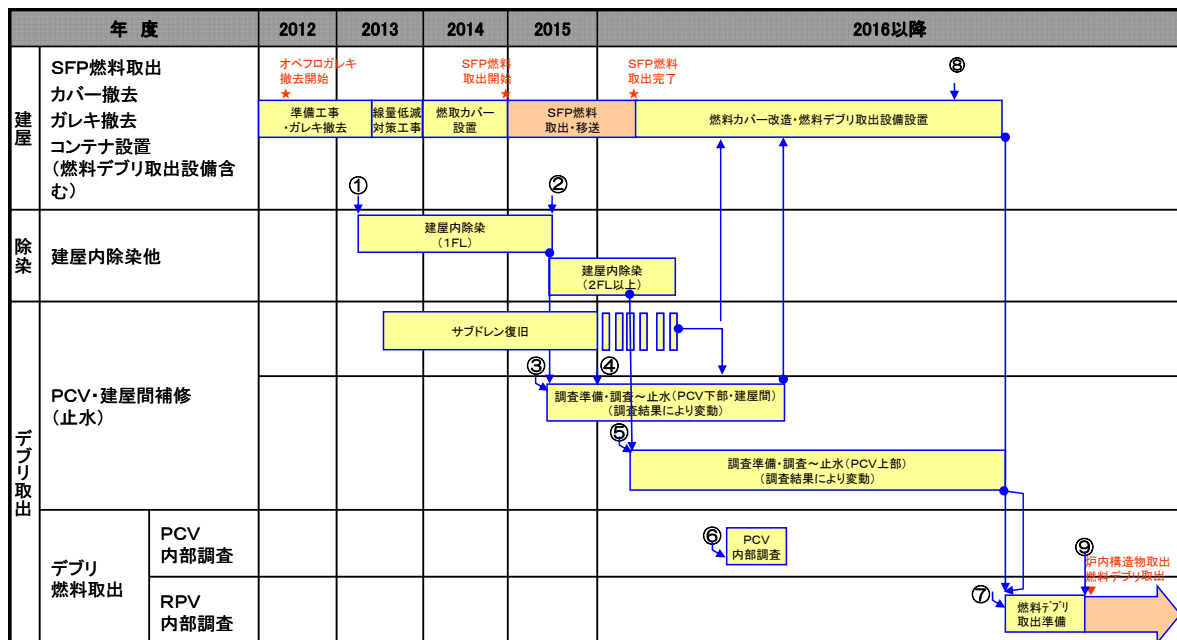 年 度
2012
2013
2014
2015
2016以降
建屋
SFP燃料取出
カバー撤去
ガレキ撤去
コンテナ設置
(燃料デブリ取出設備含
む)
オペフロガレキ
撤去開始
★
SFP燃料
取出開始
★
SFP燃料
取出完了
★
⑧
準備工事
・ガレキ撤去
線量低減
対策工事
燃取カバー
設置
SFP燃料
取出・移送
燃料カバー改造・燃料デブリ取出設備設置
①
②
除染
建屋内除染他
建屋内除染
(1FL)
建屋内除染
(2FL以上)
デブリ取出
PCV・建屋間補修
(止水)
サブドレン復旧
③
④
調査準備・調査～止水(PCV下部・建屋間)
(調査結果により変動)
⑤
調査準備・調査～止水(PCV上部)
(調査結果により変動)
デブリ
燃料取出
PCV
内部調査
⑥
PCV
内部調査
RPV
内部調査
⑦
燃料デブリ
取出準備
⑨
炉内構造物取出
燃料デブリ取出
▼